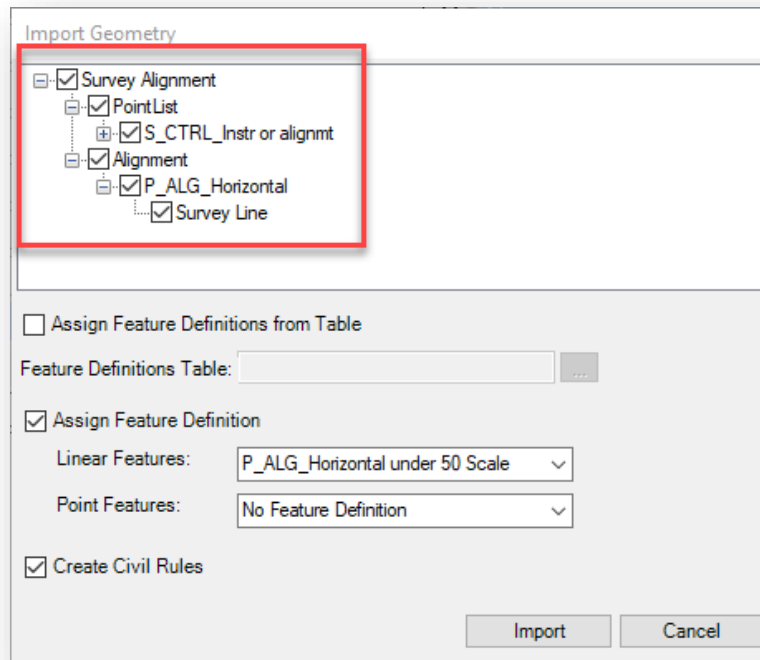 Import Geometry
Survey Alignment
PointList
S_CTRL_Instr or alignmt
Alignment
P_ALG_Horizontal
Survey Line
Assign Feature Definitions from Table
Feature Definitions Table:
...
Assign Feature Definition
Linear Features:
P_ALG_Horizontal under 50 Scale
Point Features:
No Feature Definition
Create Civil Rules
Import
Cancel